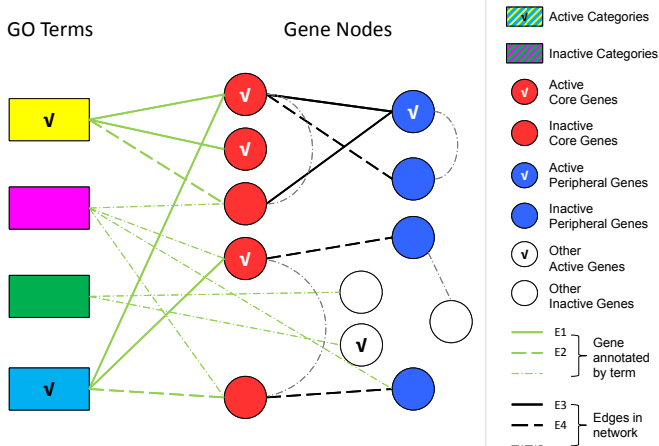 GO Terms
Gene Nodes
√
√
√
√
√
√
√
√ Active Categories
Inactive Categories
√ Active
Core Genes
Inactive
Core Genes
√ Active
Peripheral Genes
Inactive
Peripheral Genes
√ Other
Active Genes
Other
Inactive Genes
E1
E2
Gene
annotated
by term
E3
E4
Edges in
network